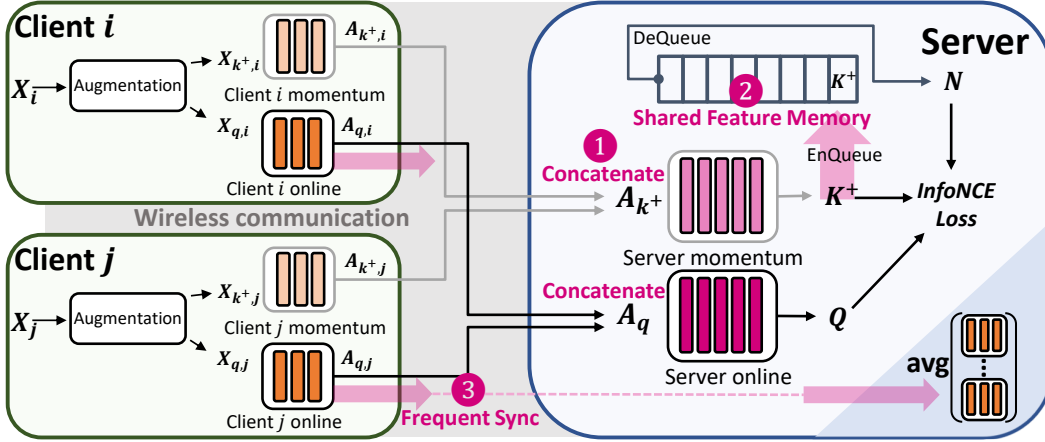 Client i
X_i
Augmentation
X_{k^+,i}
A_{k^+,i}
Client i momentum
X_{q,i}
A_{q,i}
Client i online
Wireless communication
Client j
X_j
Augmentation
X_{k^+,j}
A_{k^+,j}
Client j momentum
X_{q,j}
A_{q,j}
Client j online
3
Frequent Sync
Server
DeQueue
K^+
N
2
Shared Feature Memory
EnQueue
1
Concatenate
A_{k^+}
K^+
InfoNCE
Loss
Server momentum
Concatenate
A_q
Q
Server online
avg